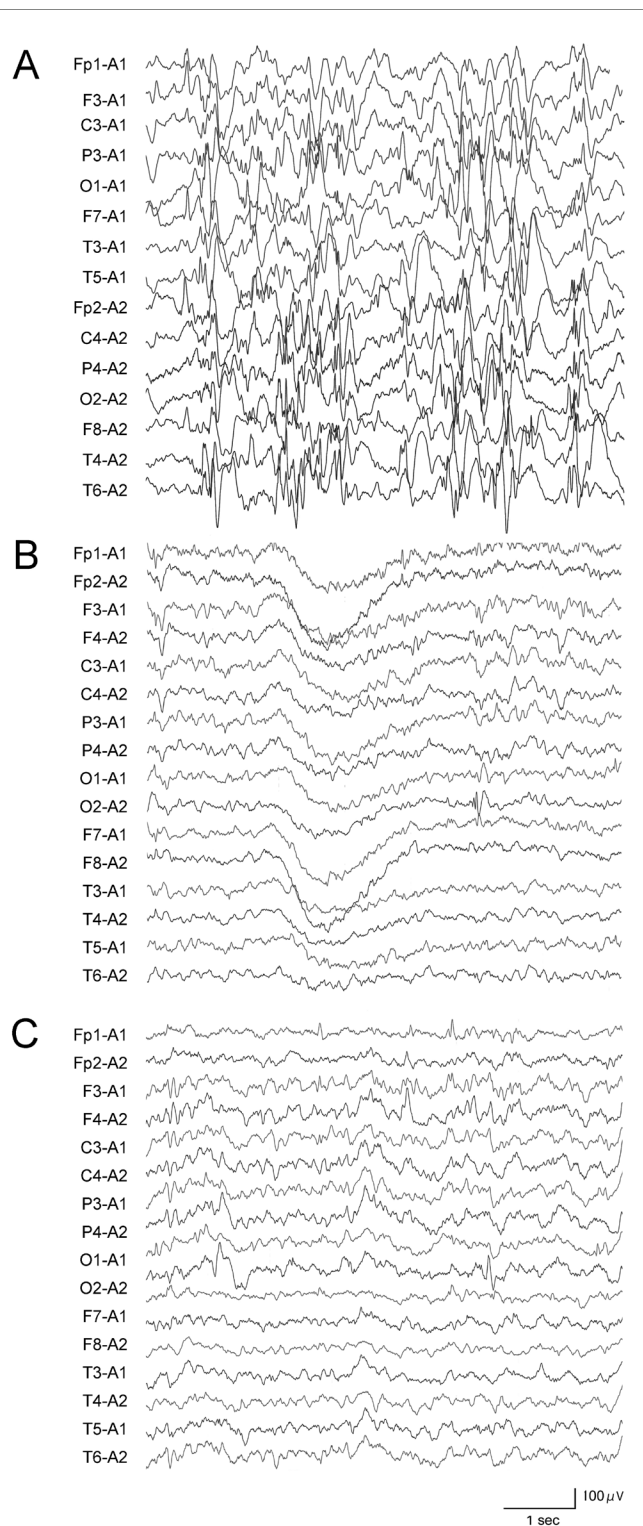 A
Fp1-A1
F3-A1
C3-A1
P3-A1
O1-A1
F7-A1
T3-A1
T5-A1
Fp2-A2
C4-A2
P4-A2
O2-A2
F8-A2
T4-A2
T6-A2
B
Fp1-A1
Fp2-A2
F3-A1
F4-A2
C3-A1
C4-A2
P3-A1
P4-A2
O1-A1
O2-A2
F7-A1
F8-A2
T3-A1
T4-A2
T5-A1
T6-A2
C
Fp1-A1
Fp2-A2
F3-A1
F4-A2
C3-A1
C4-A2
P3-A1
P4-A2
O1-A1
O2-A2
F7-A1
F8-A2
T3-A1
T4-A2
T5-A1
T6-A2
100 μV
1 sec